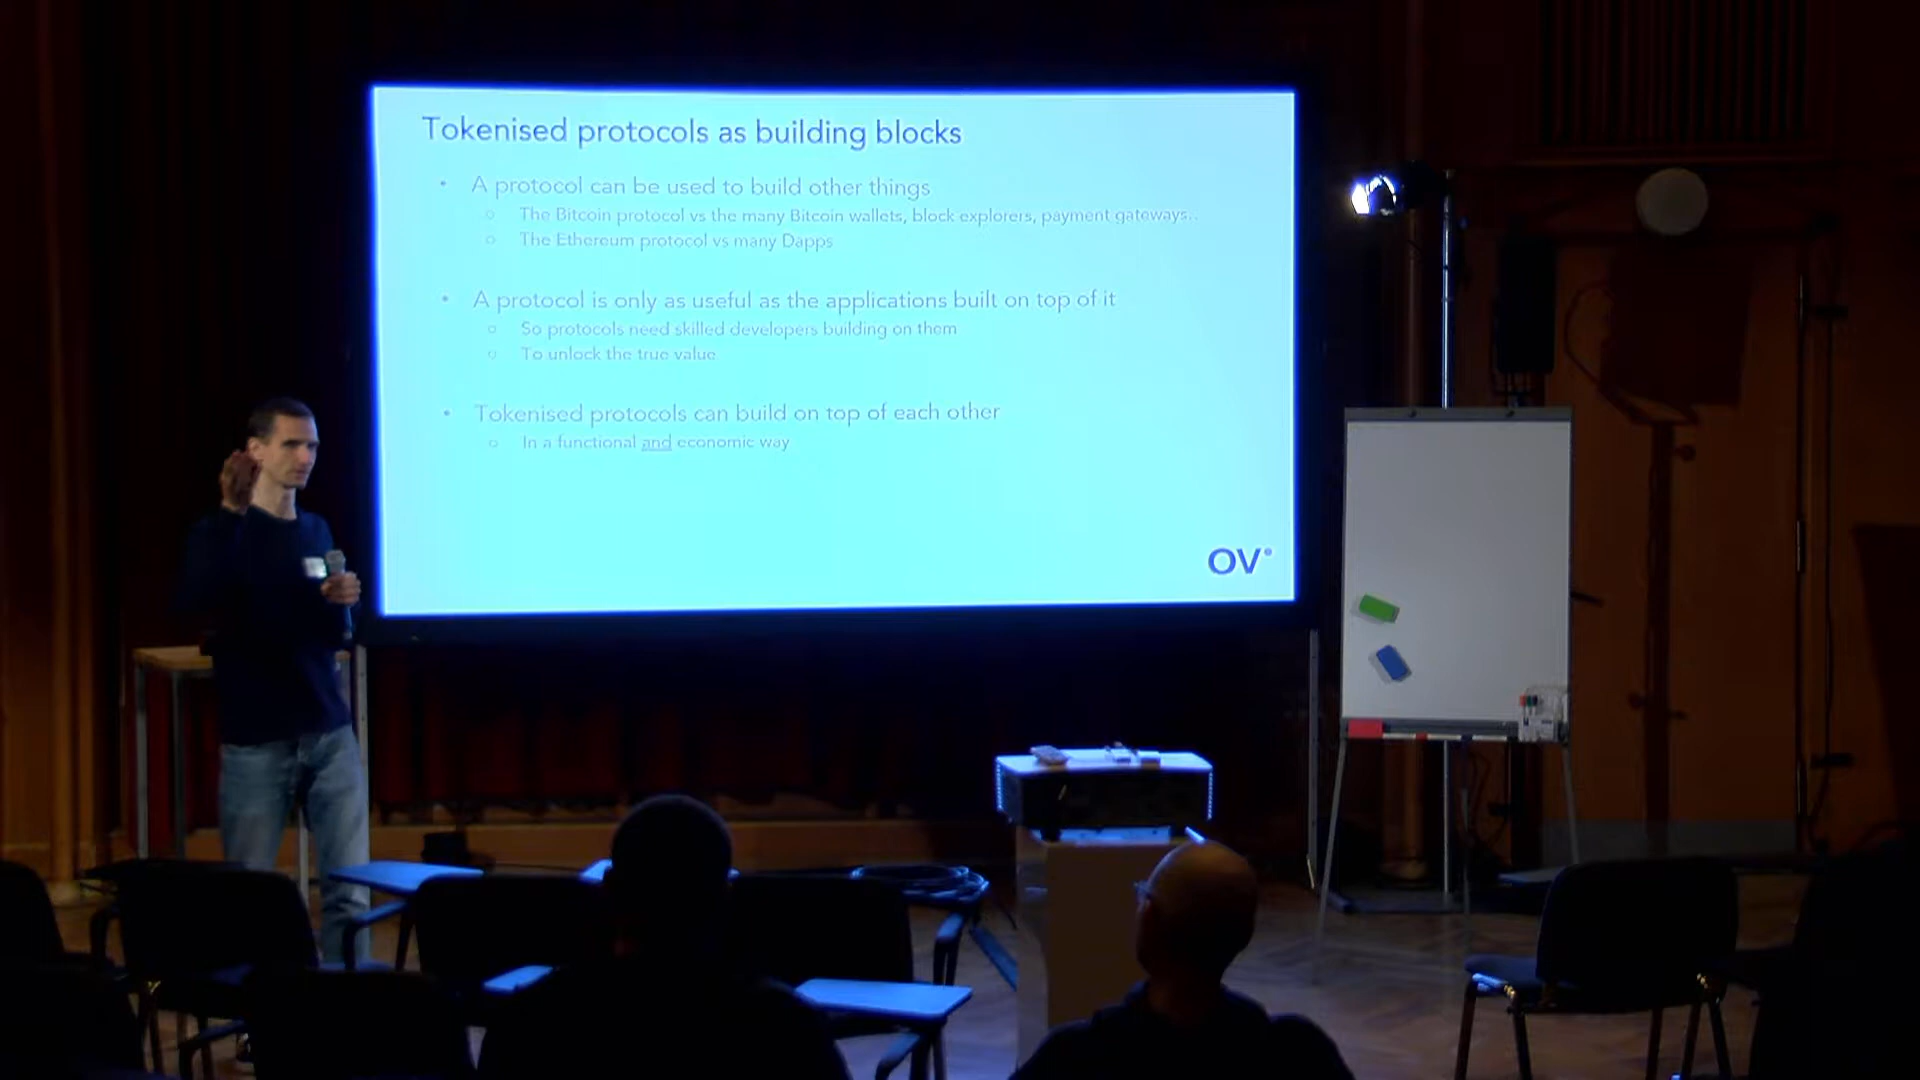 Tokenised protocols as building blocks
• A protocol can be used to build other things
○ The Bitcoin protocol vs the many Bitcoin wallets, block explorers, payment gateways..
○ The Ethereum protocol vs many Dapps
• A protocol is only as useful as the applications built on top of it
○ So protocols need skilled developers building on them
○ To unlock the true value
• Tokenised protocols can build on top of each other
○ In a functional and economic way
OV°